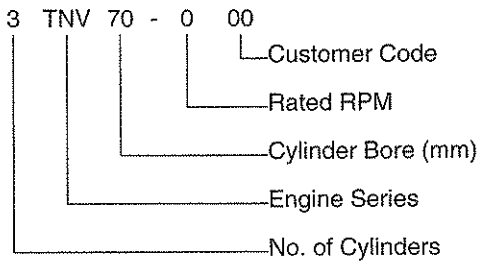 3 TNV 70 - 0 00
Customer Code
Rated RPM
Cylinder Bore (mm)
Engine Series
No. of Cylinders